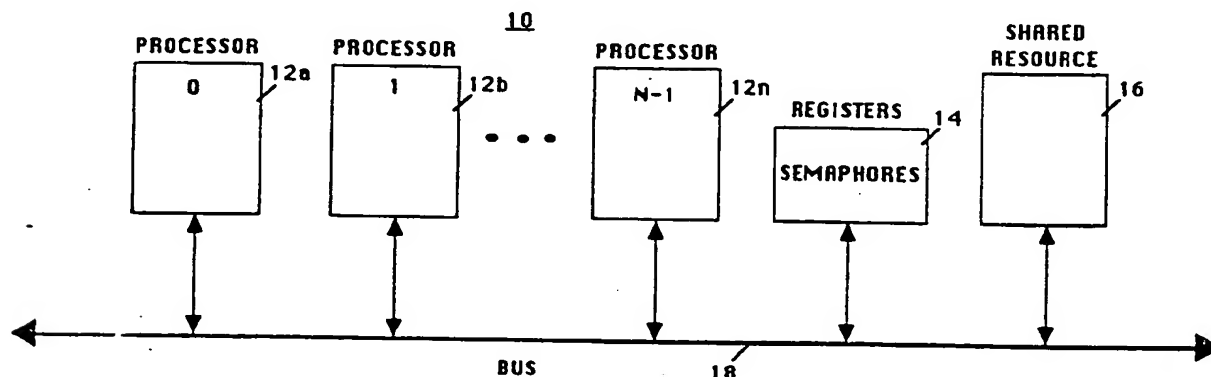 10
PROCESSOR
0
12a
PROCESSOR
1
12b
PROCESSOR
N-1
12n
REGISTERS
14
SEMAPHORES
SHARED
RESOURCE
16
BUS
18